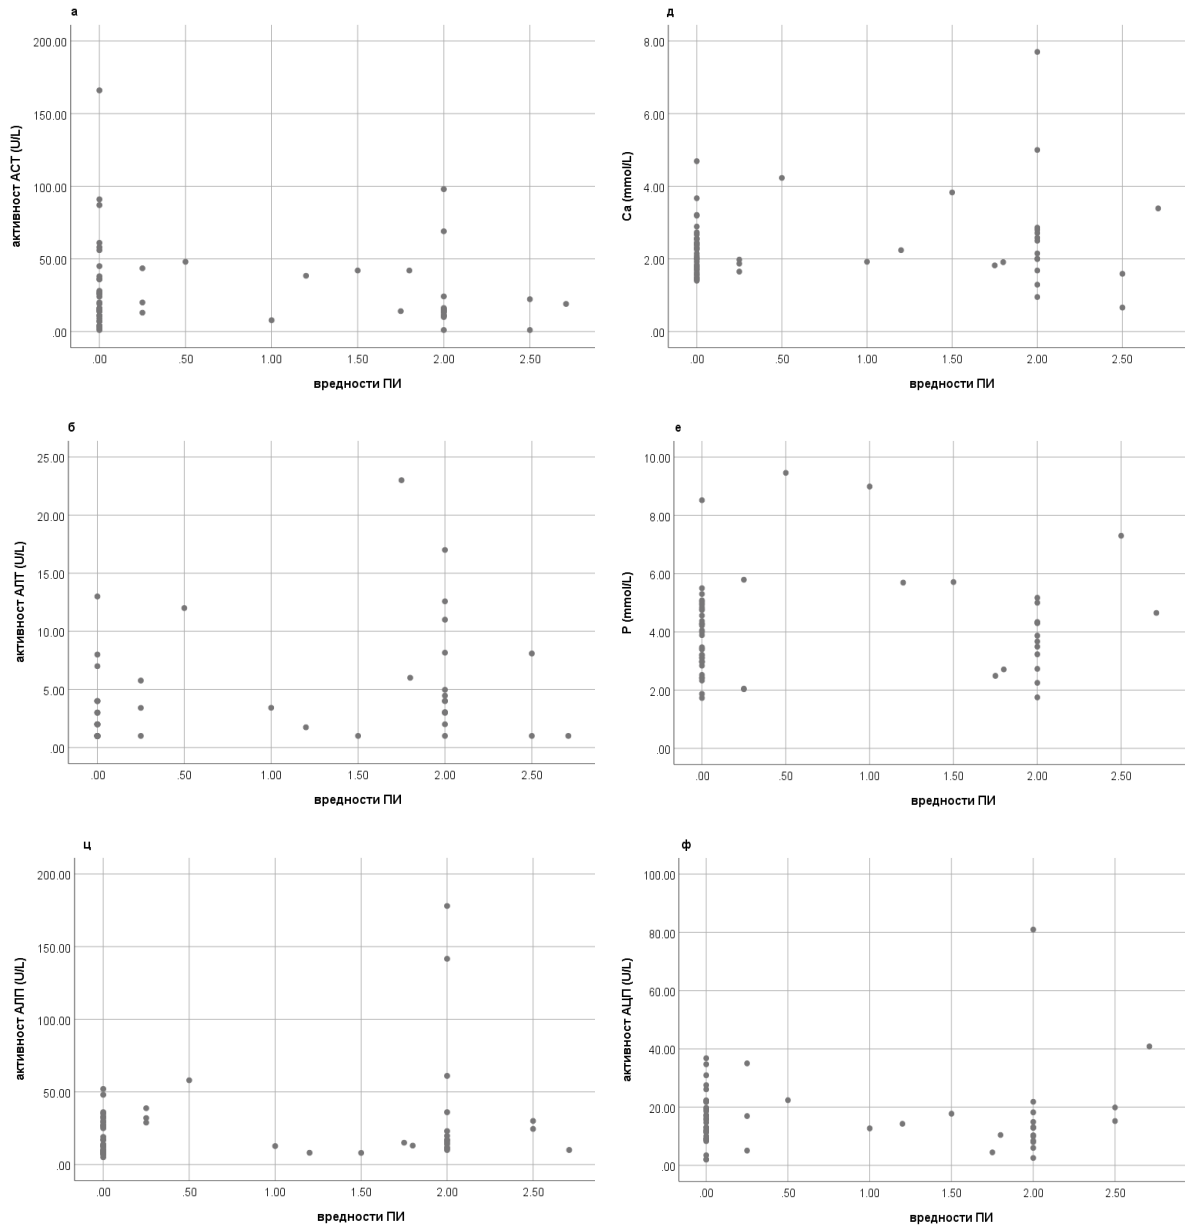 а
200.00
150.00
100.00
50.00
.00
активност АСТ (U/L)
.00 .50 1.00 1.50 2.00 2.50
вредности ПИ
д
8.00
6.00
4.00
2.00
.00
Ca (mmol/L)
.00 .50 1.00 1.50 2.00 2.50
вредности ПИ
б
25.00
20.00
15.00
10.00
5.00
.00
активност АЛТ (U/L)
.00 .50 1.00 1.50 2.00 2.50
вредности ПИ
е
10.00
8.00
6.00
4.00
2.00
.00
P (mmol/L)
.00 .50 1.00 1.50 2.00 2.50
вредности ПИ
ц
200.00
150.00
100.00
50.00
.00
активност АЛП (U/L)
.00 .50 1.00 1.50 2.00 2.50
вредности ПИ
ф
100.00
80.00
60.00
40.00
20.00
.00
активност АЦП (U/L)
.00 .50 1.00 1.50 2.00 2.50
вредности ПИ